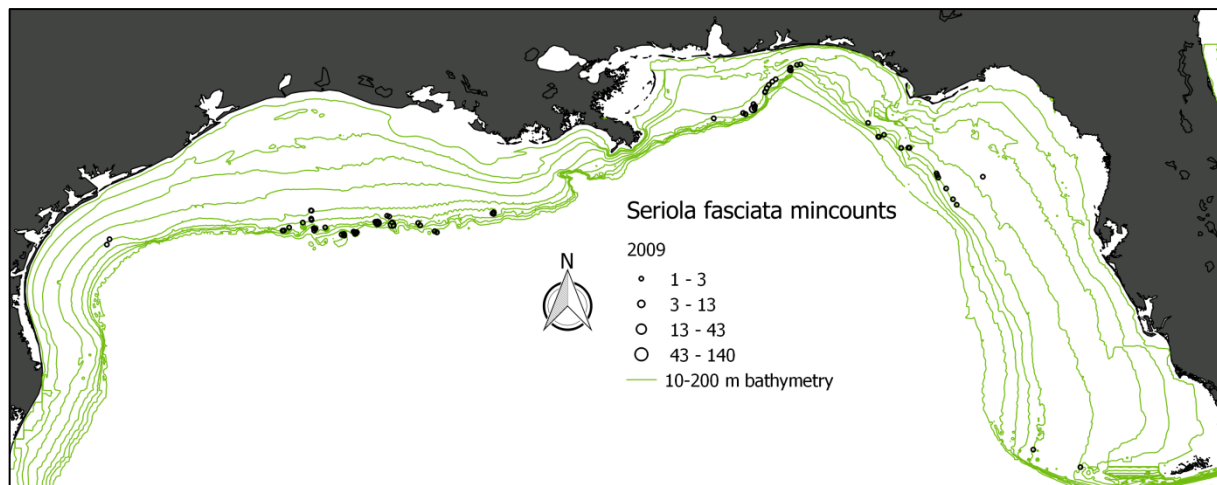 Seriola fasciata mincounts
2009
N
1 - 3
3 - 13
13 - 43
43 - 140
10-200 m bathymetry